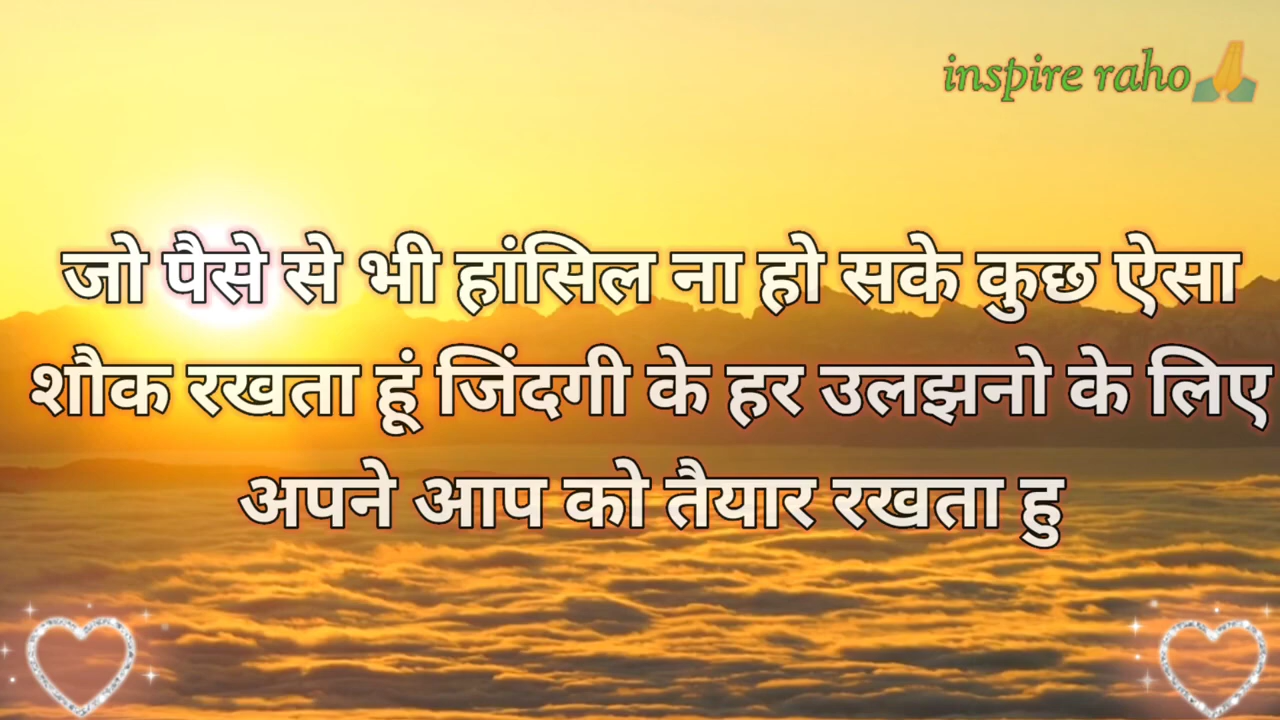 inspire raho🙏
जो पैसे से भी हांसिल ना हो सके कुछ ऐसा
शौक रखता हूं जिंदगी के हर उलझनो के लिए
अपने आप को तैयार रखता हु